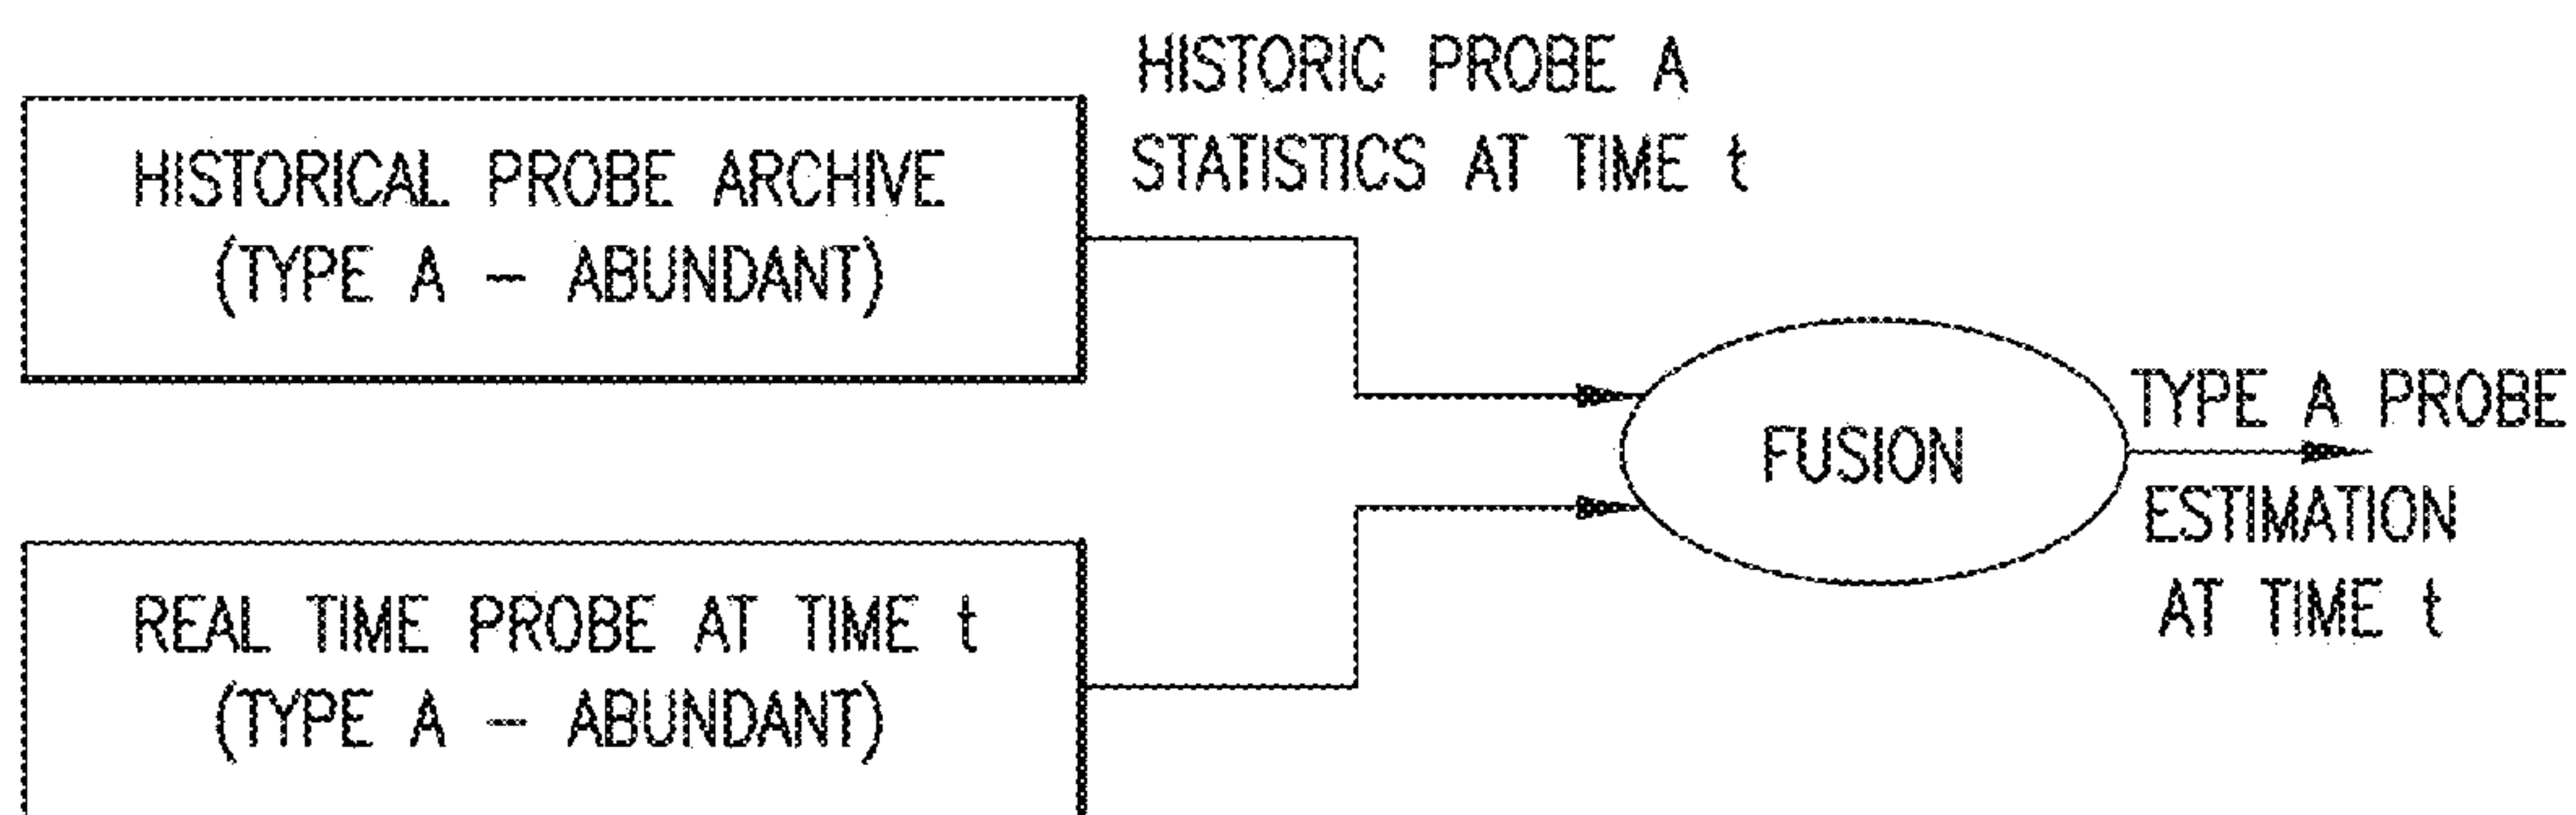 HISTORIC PROBE A
STATISTICS AT TIME t
HISTORICAL PROBE ARCHIVE
(TYPE A – ABUNDANT)
FUSION
TYPE A PROBE
ESTIMATION
AT TIME t
REAL TIME PROBE AT TIME t
(TYPE A – ABUNDANT)